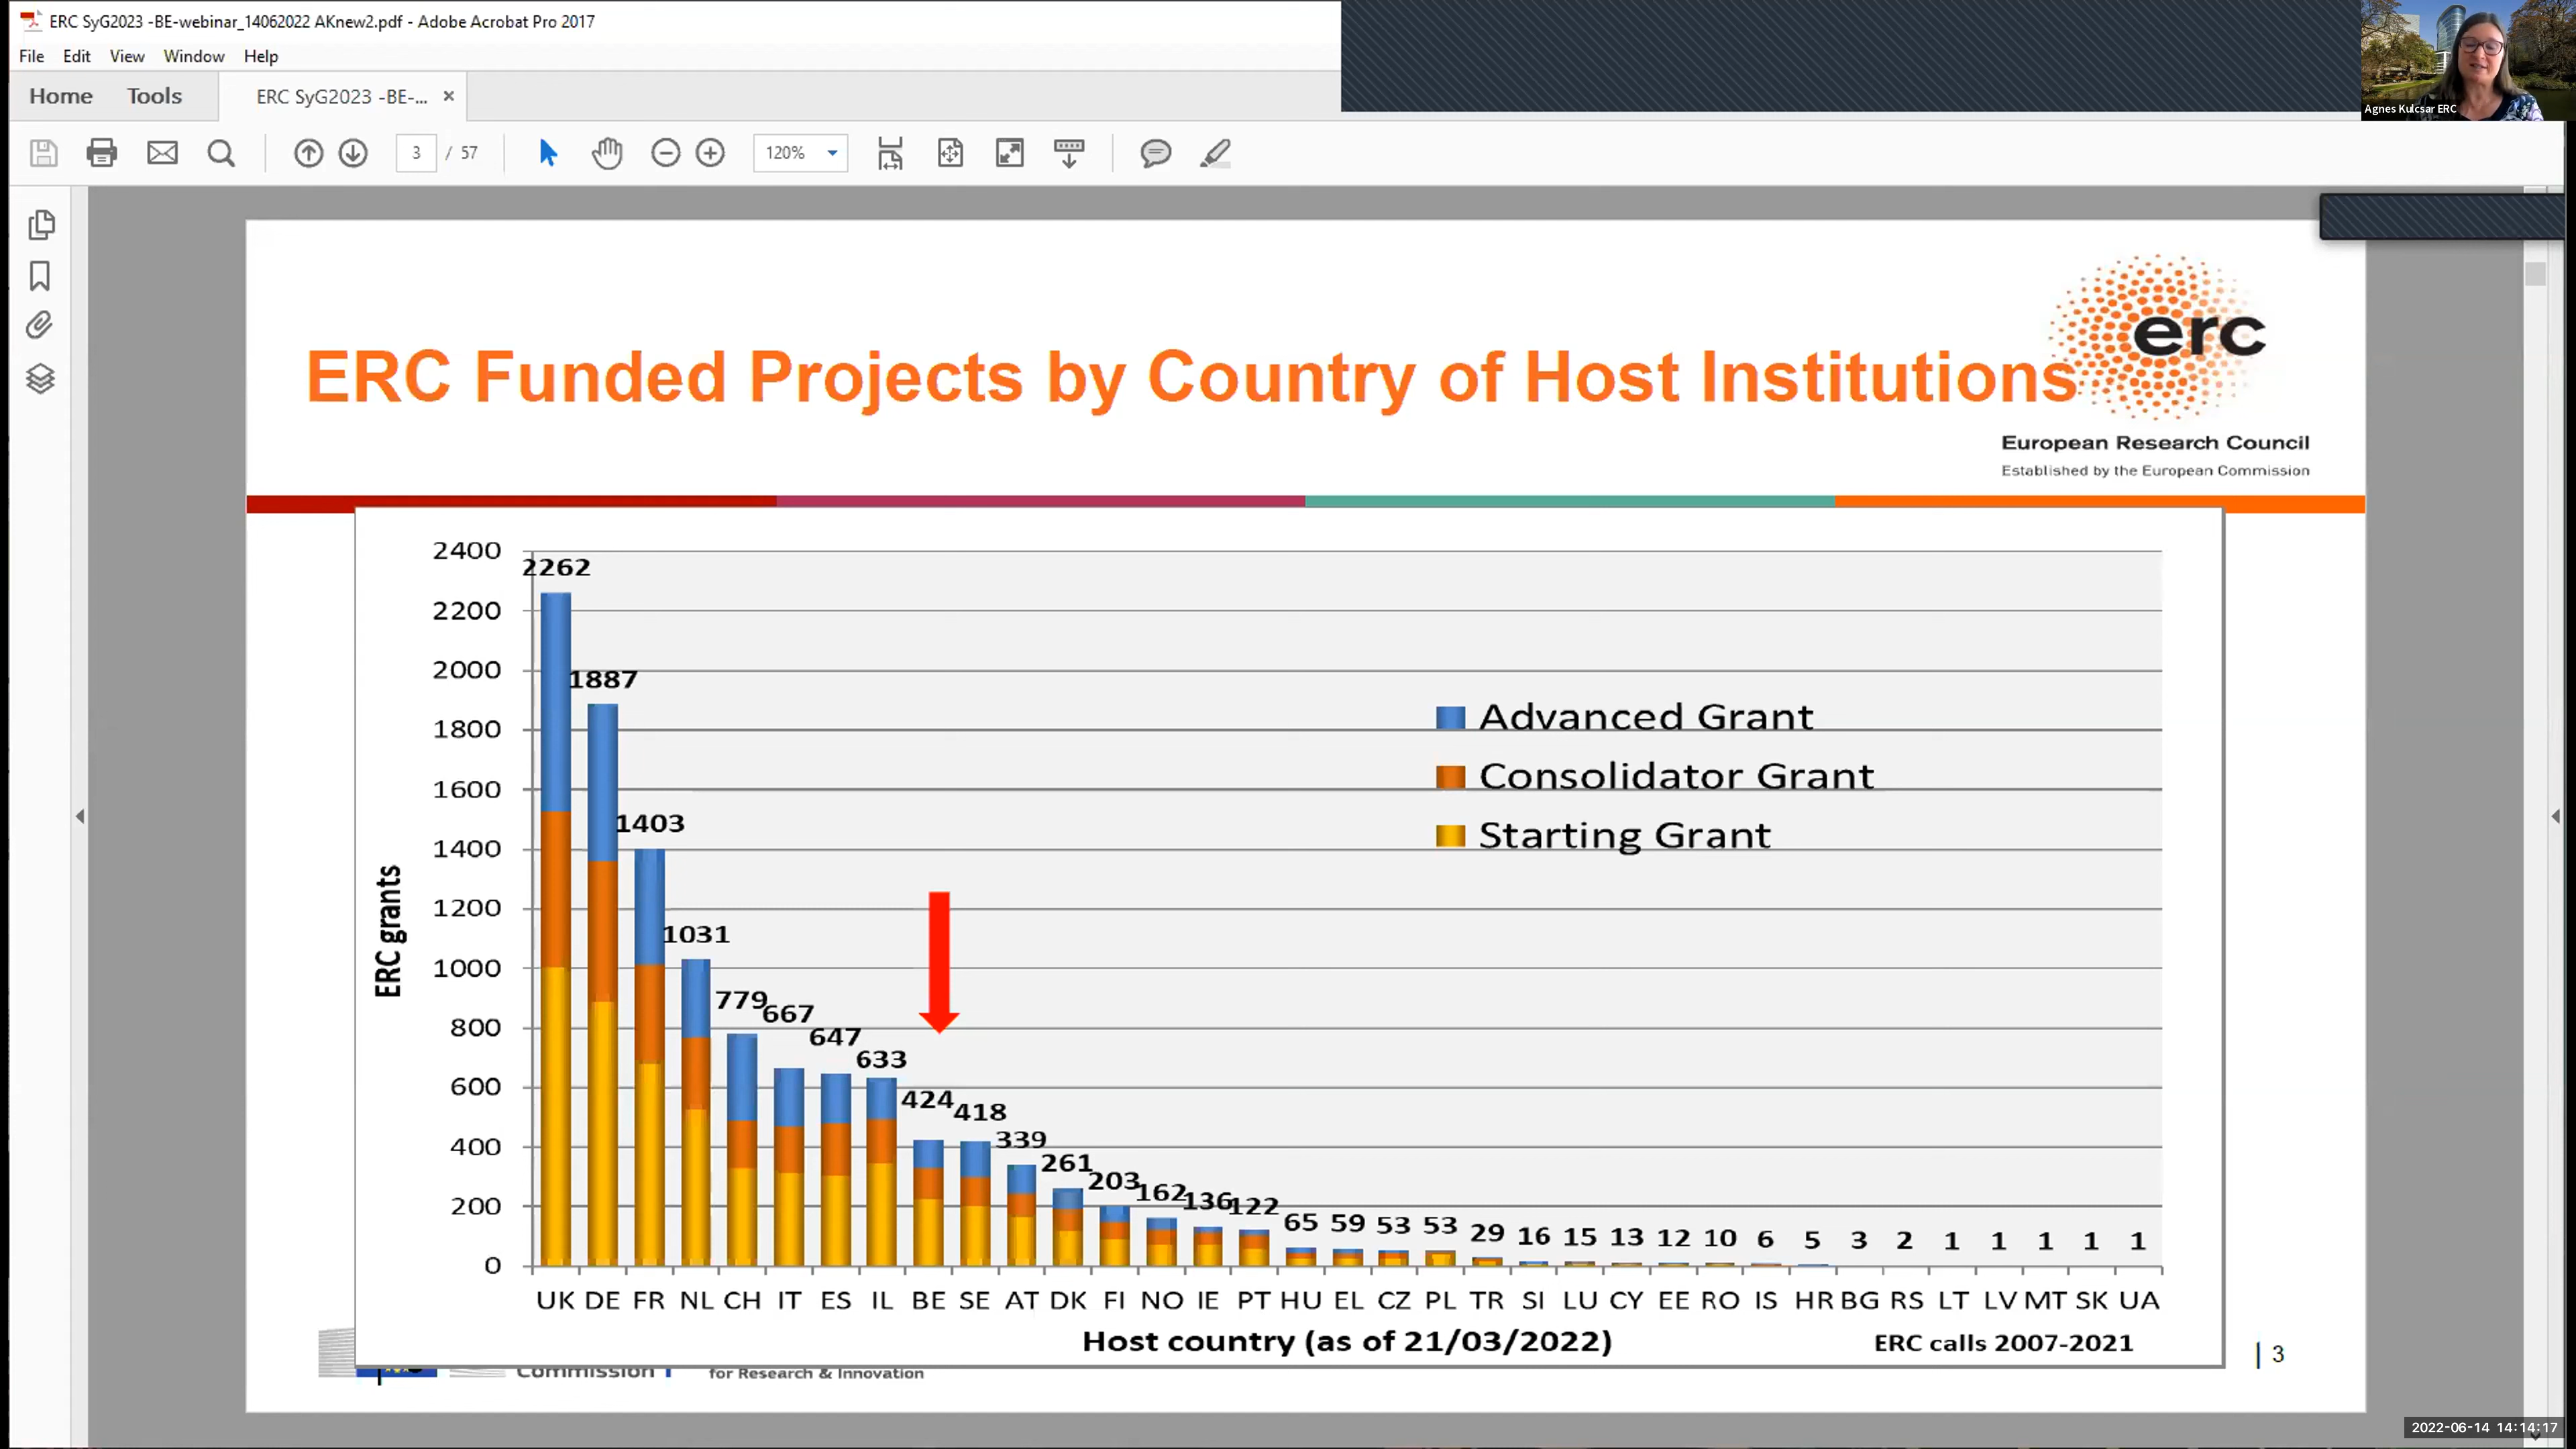 ERC SyG2023 -BE-webinar_14062022 AKnew2.pdf - Adobe Acrobat Pro 2017
File Edit View Window Help
Home Tools ERC SyG2023 -BE-... ×
3 / 57 120%
Agnes Kulcsar ERC
ERC Funded Projects by Country of Host Institutions
erc
European Research Council
Established by the European Commission
ERC grants
2400
2200
2000
1800
1600
1400
1200
1000
800
600
400
200
0
2262 1887 1403 1031 779 667 647 633 424 418 339 261 203 162 136 122 65 59 53 53 29 16 15 13 12 10 6 5 3 2 1 1 1 1 1
Advanced Grant
Consolidator Grant
Starting Grant
UK DE FR NL CH IT ES IL BE SE AT DK FI NO IE PT HU EL CZ PL TR SI LU CY EE RO IS HR BG RS LT LV MT SK UA
Host country (as of 21/03/2022)
ERC calls 2007-2021
| 3
Commission for Research & Innovation
2022-06-14 14:14:17